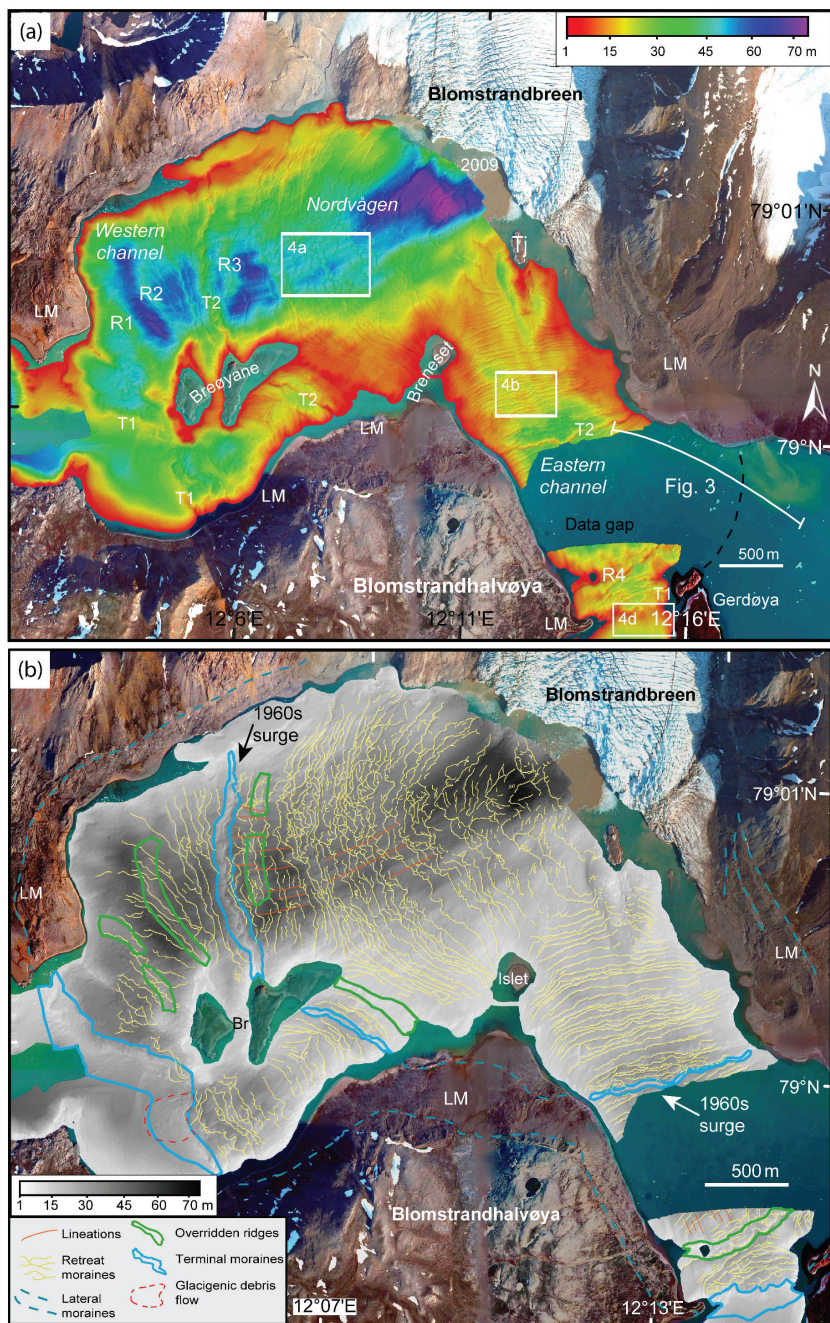 (a)
1 15 30 45 60 70 m
Blomstrandbreen
2009
79°01'N
Nordvågen
Western
channel
4a
T1
R3
R2
T2
R1
LM
LM
N
Breøyane
Breneset
4b
T2
T2
T1
LM
79°N
Eastern
channel
Fig. 3
T1
LM
Data gap
500 m
R4
Blomstrandhalvøya
T1
Gerdøya
12°6'E
12°11'E
LM
4d
12°16'E
(b)
1960s
surge
Blomstrandbreen
79°01'N
LM
LM
Islet
Br
79°N
LM
1960s
surge
500 m
1 15 30 45 60 70 m
Blomstrandhalvøya
Lineations
Overridden ridges
Retreat
moraines
Terminal moraines
Lateral
moraines
Glacigenic debris
flow
12°07'E
12°13'E